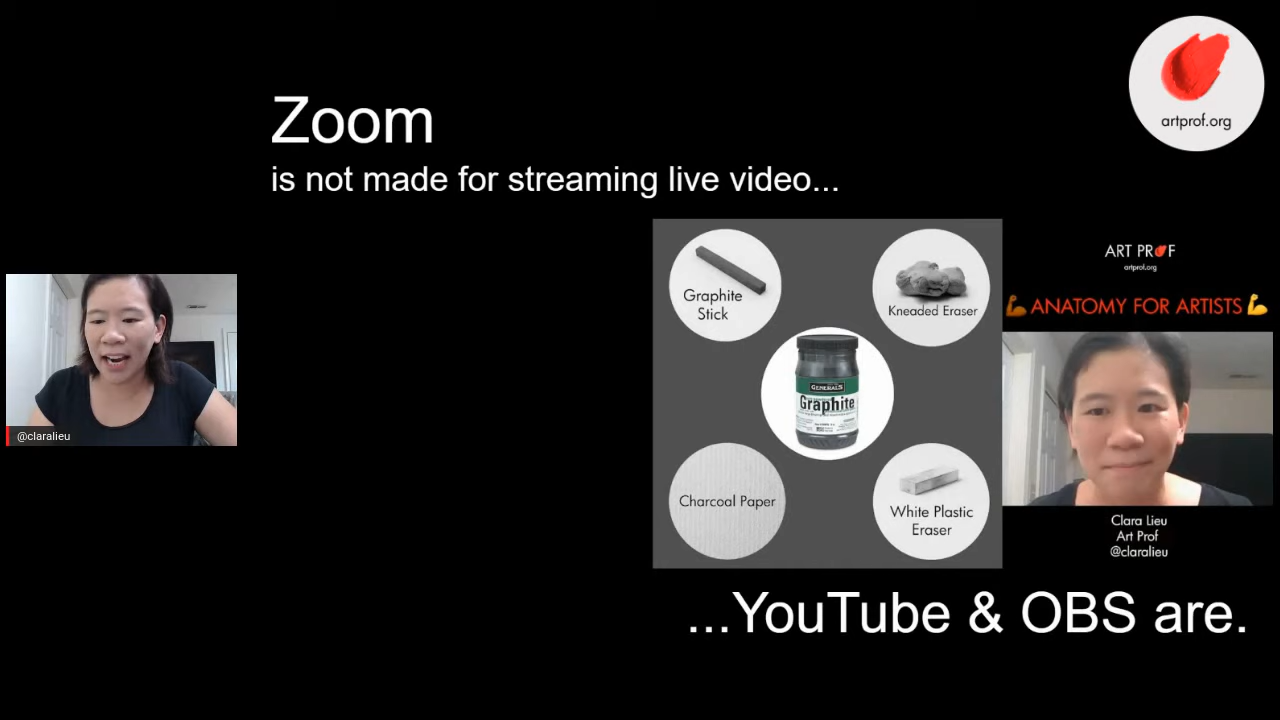 Zoom
is not made for streaming live video...
artprof.org
@claralieu
Graphite
Stick
Kneaded Eraser
GENERAL'S
Graphite
Charcoal Paper
White Plastic
Eraser
ART PROF
artprof.org
💪ANATOMY FOR ARTISTS💪
Clara Lieu
Art Prof
@claralieu
...YouTube & OBS are.